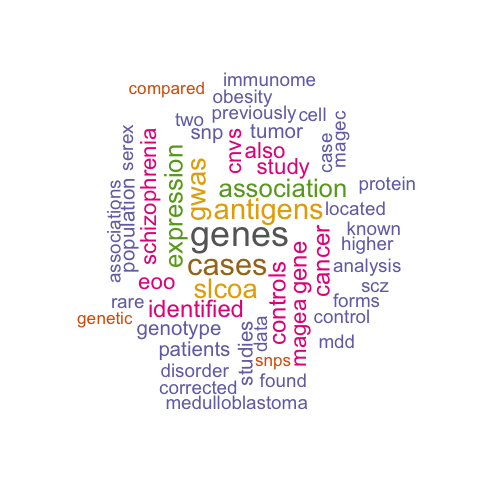 immunome
compared
obesity
previously
cell
two
snp
tumor
case
magec
serex
schizophrenia
cnvs
also
study
expression
gwas
association
protein
associations
population
antigens
located
genes
known
higher
cases
cancer
analysis
eoo
slcoa
controls
magea
gene
scz
rare
identified
forms
genetic
genotype
data
control
studies
mdd
patients
snps
disorder
found
corrected
medulloblastoma